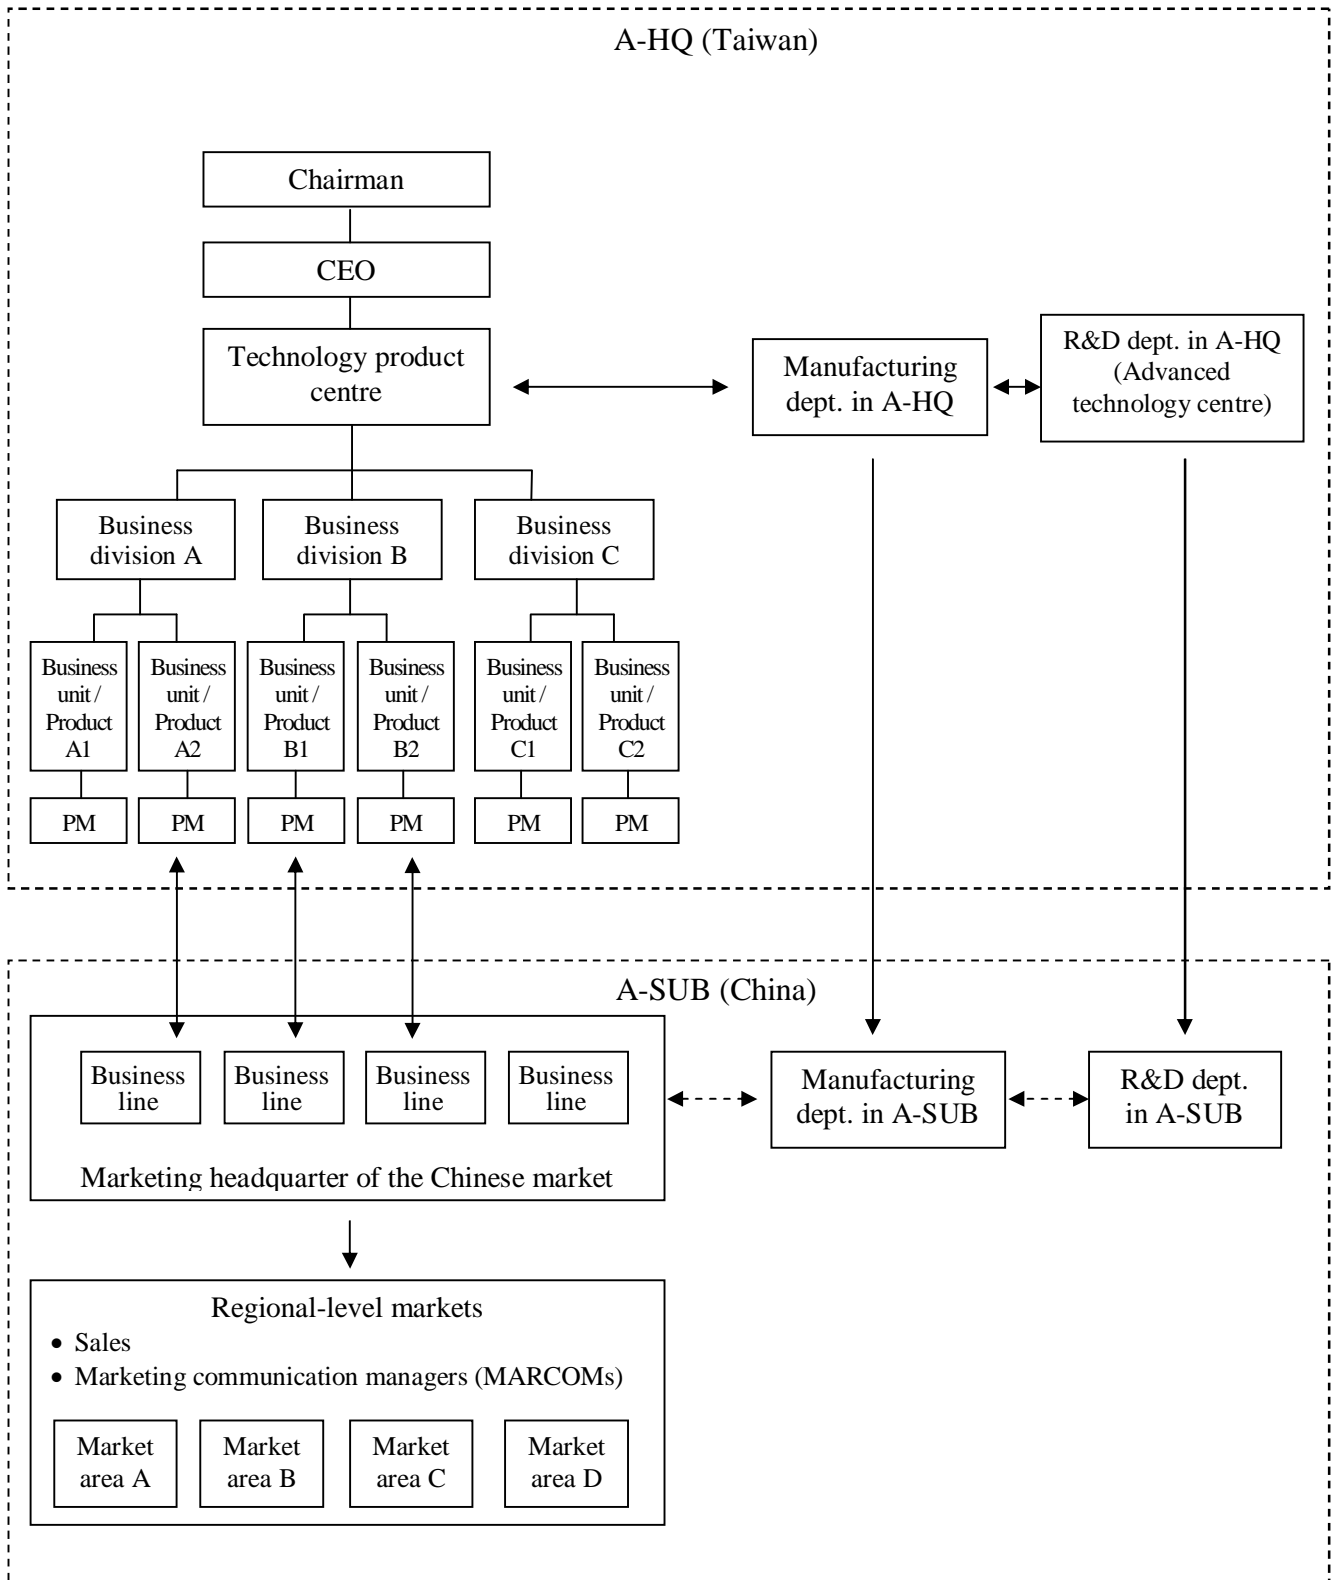 A-HQ (Taiwan)
Chairman
CEO
Technology product
centre
Manufacturing
dept. in A-HQ
R&D dept. in A-HQ
(Advanced
technology centre)
Business
division A
Business
division B
Business
division C
Business
unit /
Product
A1
Business
unit /
Product
A2
Business
unit /
Product
B1
Business
unit /
Product
B2
Business
unit /
Product
C1
Business
unit /
Product
C2
PM
PM
PM
PM
PM
PM
A-SUB (China)
Business
line
Business
line
Business
line
Business
line
Marketing headquarter of the Chinese market
Manufacturing
dept. in A-SUB
R&D dept.
in A-SUB
Regional-level markets
• Sales
• Marketing communication managers (MARCOMs)
Market
area A
Market
area B
Market
area C
Market
area D